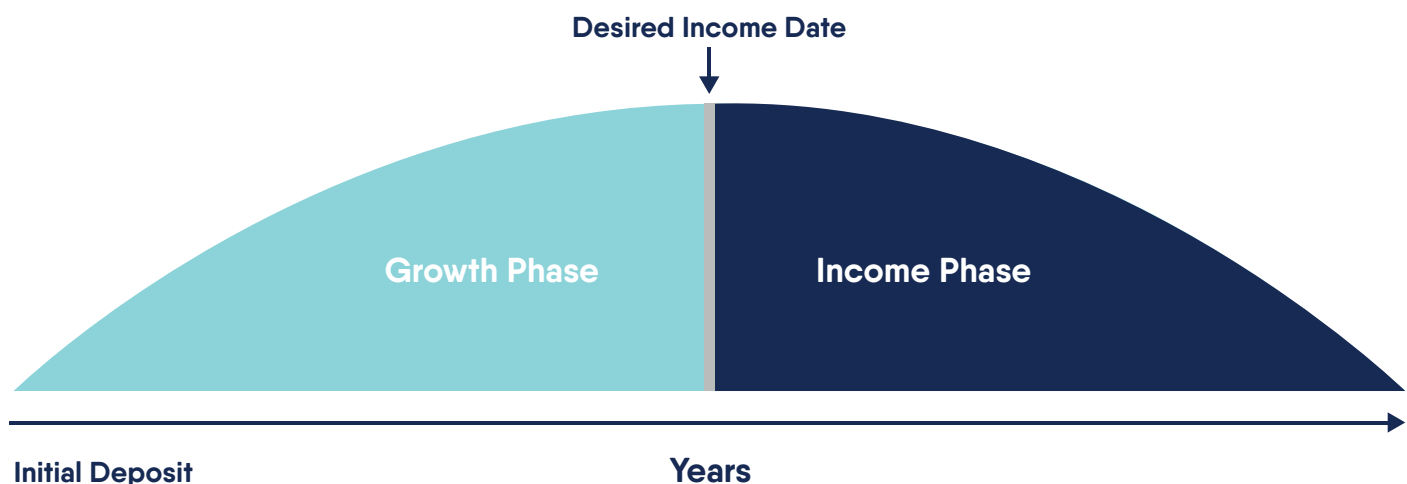 Desired Income Date
Growth Phase
Income Phase
Initial Deposit
Years